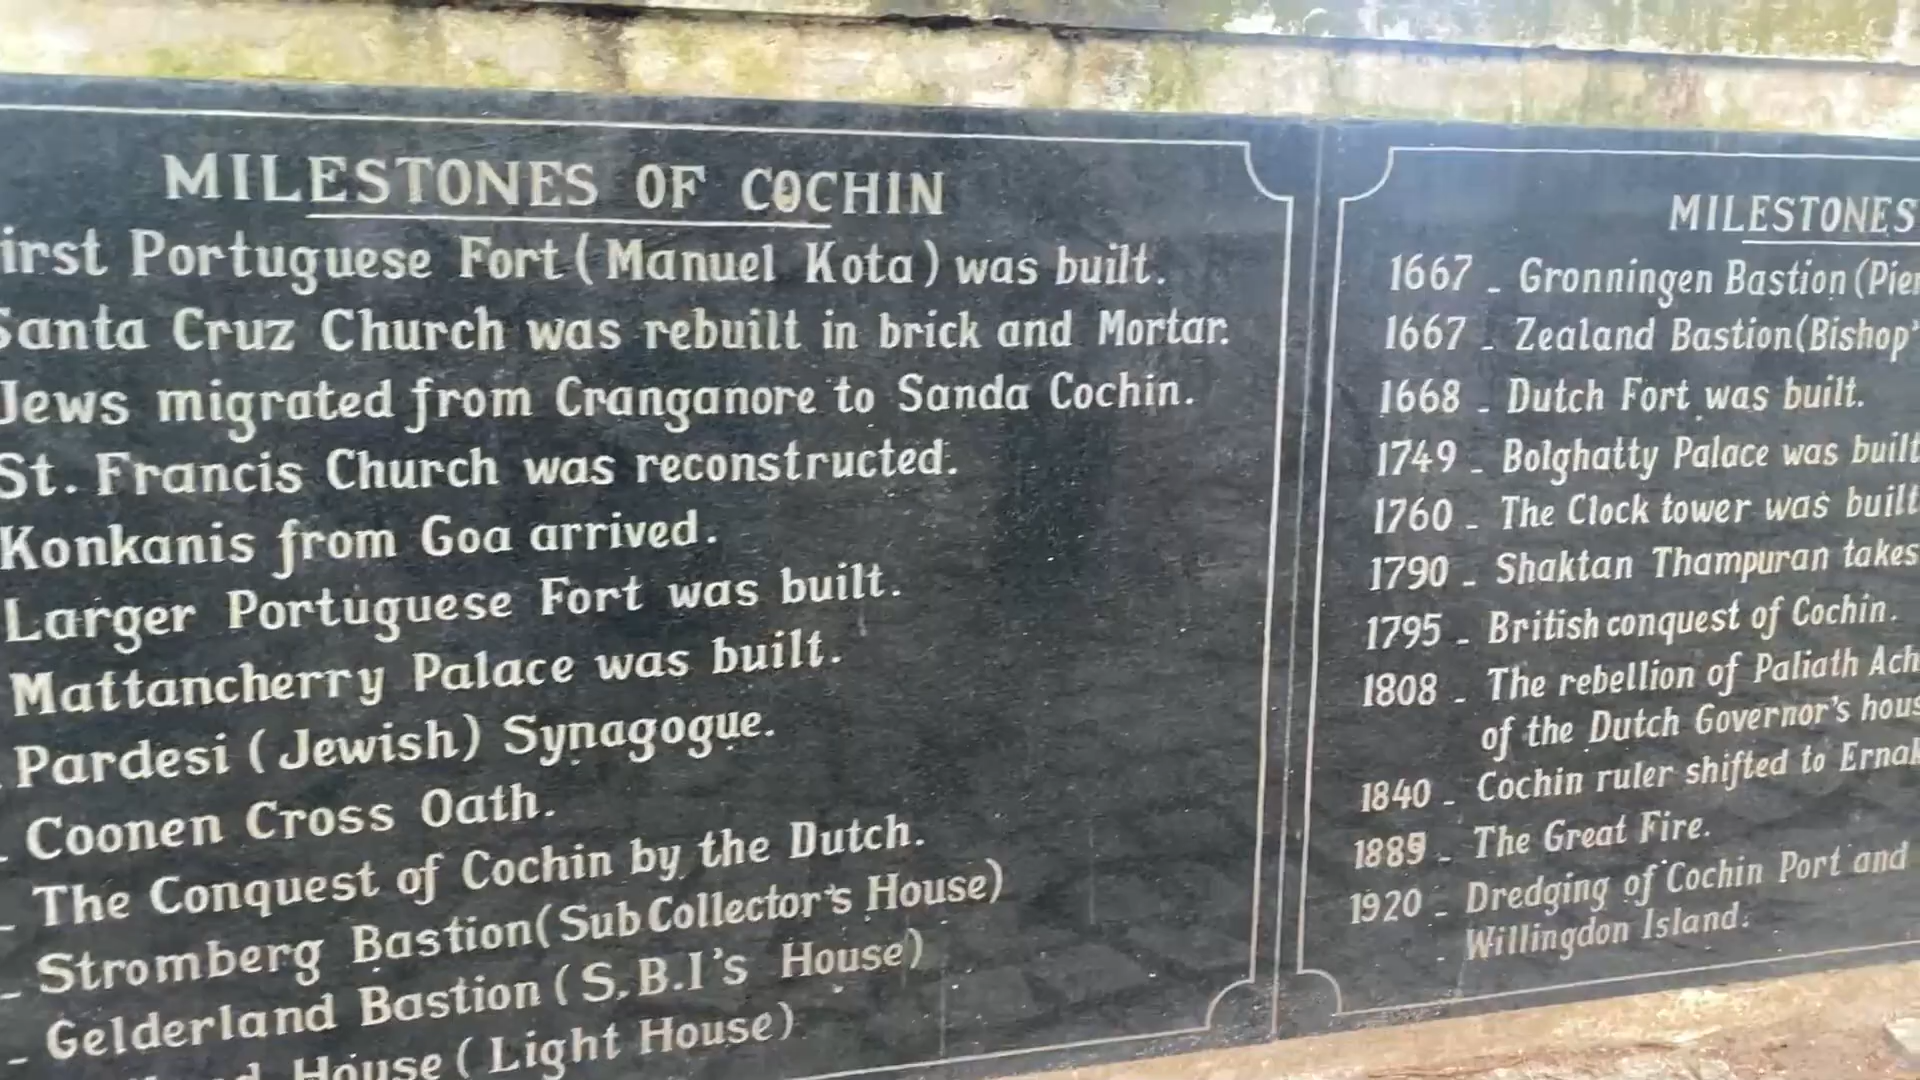 MILESTONES OF COCHIN
irst Portuguese Fort (Manuel Kota) was built.
Santa Cruz Church was rebuilt in brick and Mortar.
Jews migrated from Cranganore to Sanda Cochin.
St. Francis Church was reconstructed.
Konkanis from Goa arrived.
Larger Portuguese Fort was built.
Mattancherry Palace was built.
Pardesi (Jewish) Synagogue.
- Coonen Cross Oath.
- The Conquest of Cochin by the Dutch.
- Stromberg Bastion(Sub Collector's House)
- Gelderland Bastion (S.B.I's House)
House (Light House)
MILESTONES
1667 - Gronningen Bastion (Pier
1667 - Zealand Bastion(Bishop'
1668 - Dutch Fort was built.
1749 - Bolghatty Palace was built
1760 - The Clock tower was built
1790 - Shaktan Thampuran takes
1795 - British conquest of Cochin.
1808 - The rebellion of Paliath Ach
of the Dutch Governor's hous
1840 - Cochin ruler shifted to Ernak
1889 - The Great Fire.
1920 - Dredging of Cochin Port and
Willingdon Island.